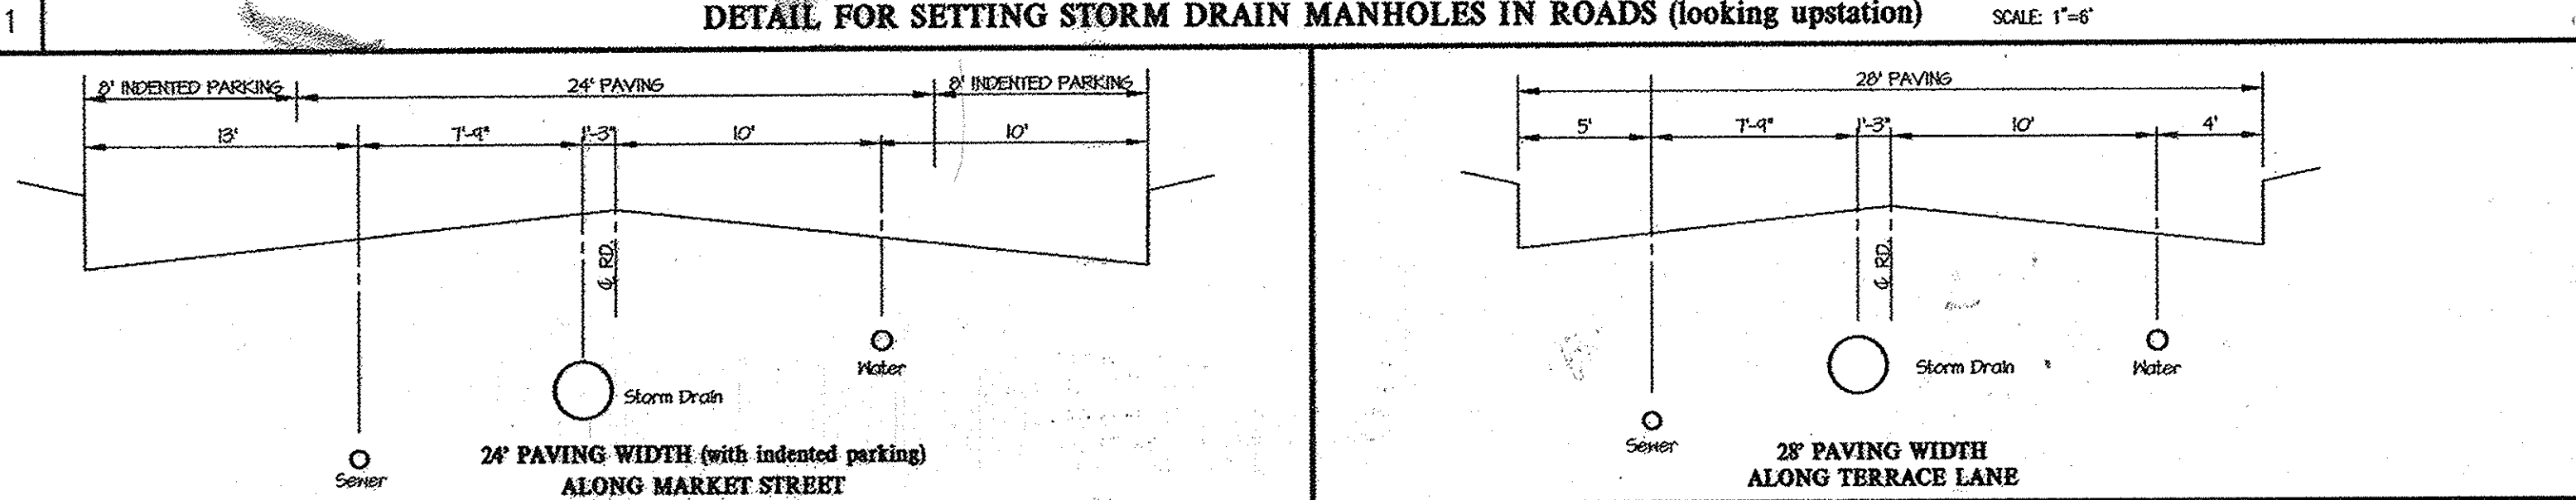 1
DETAIL FOR SETTING STORM DRAIN MANHOLES IN ROADS (looking upstation)
SCALE: 1"=6'
8' INDENTED PARKING
24' PAVING
8' INDENTED PARKING
13'
7'-9"
1'-3"
10'
10'
℄ RD.
Water
Storm Drain
Sewer
24' PAVING WIDTH (with indented parking)
ALONG MARKET STREET
28' PAVING
5'
7'-9"
1'-3"
10'
4'
℄ RD.
Storm Drain
Water
Sewer
28' PAVING WIDTH
ALONG TERRACE LANE